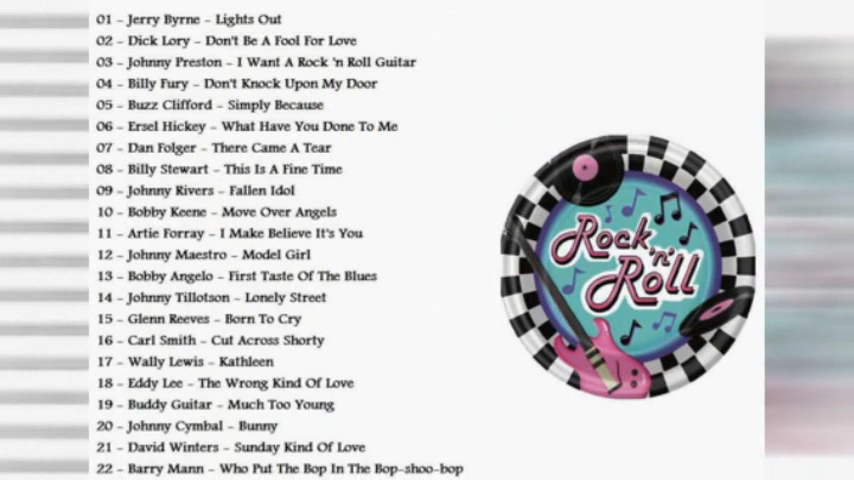 01 - Jerry Byrne - Lights Out
02 - Dick Lory - Don't Be A Fool For Love
03 - Johnny Preston - I Want A Rock 'n Roll Guitar
04 - Billy Fury - Don't Knock Upon My Door
05 - Buzz Clifford - Simply Because
06 - Ersel Hickey - What Have You Done To Me
07 - Dan Folger - There Came A Tear
08 - Billy Stewart - This Is A Fine Time
09 - Johnny Rivers - Fallen Idol
10 - Bobby Keene - Move Over Angels
11 - Artie Forray - I Make Believe It's You
12 - Johnny Maestro - Model Girl
13 - Bobby Angelo - First Taste Of The Blues
14 - Johnny Tillotson - Lonely Street
15 - Glenn Reeves - Born To Cry
16 - Carl Smith - Cut Across Shorty
17 - Wally Lewis - Kathleen
18 - Eddy Lee - The Wrong Kind Of Love
19 - Buddy Guitar - Much Too Young
20 - Johnny Cymbal - Bunny
21 - David Winters - Sunday Kind Of Love
22 - Barry Mann - Who Put The Bop In The Bop-shoo-bop
Rock
'n'
Roll